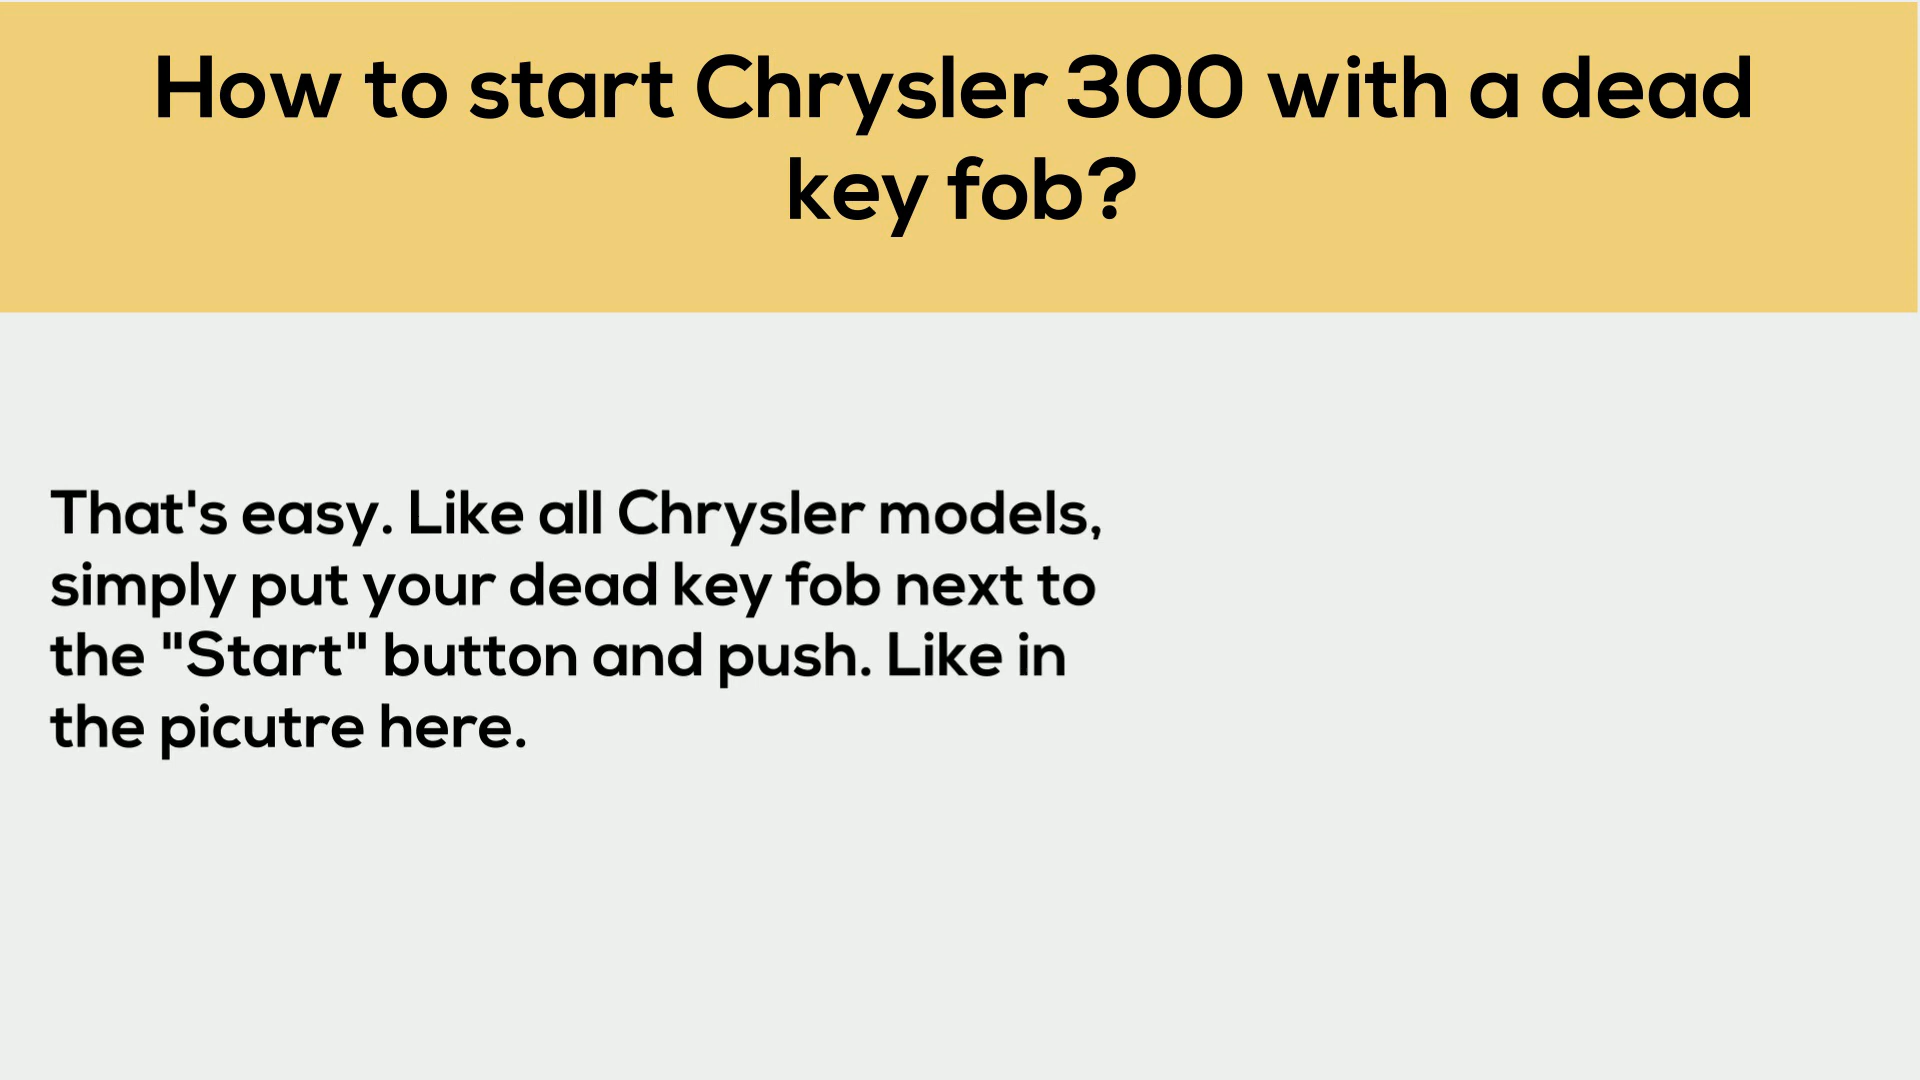 How to start Chrysler 300 with a dead
key fob?
That's easy. Like all Chrysler models,
simply put your dead key fob next to
the "Start" button and push. Like in
the picutre here.